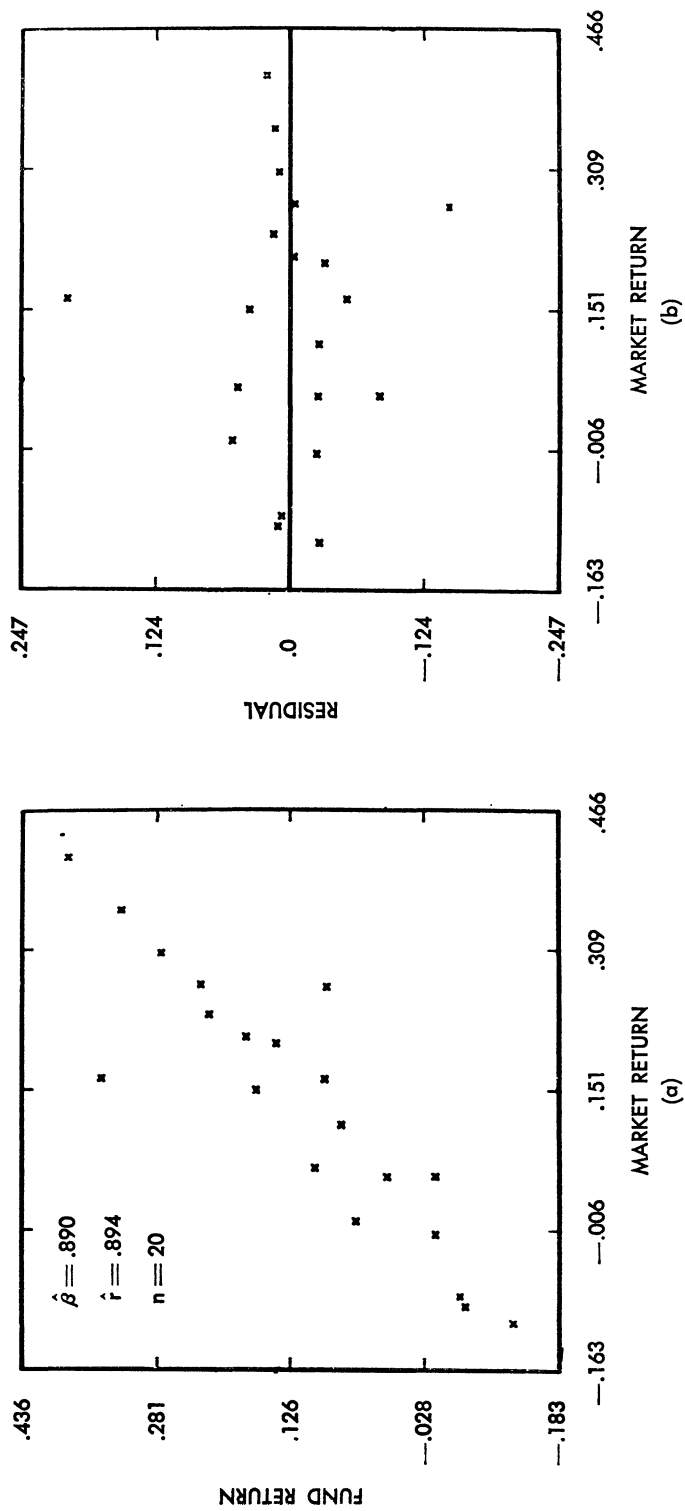 .436
.281
.126
—.028
—.183
FUND RETURN
β̂ = .890
r̂ = .894
n = 20
—.163
—.006
.151
.309
.466
MARKET RETURN
(a)
.247
.124
.0
—.124
—.247
RESIDUAL
—.163
—.006
.151
.309
.466
MARKET RETURN
(b)